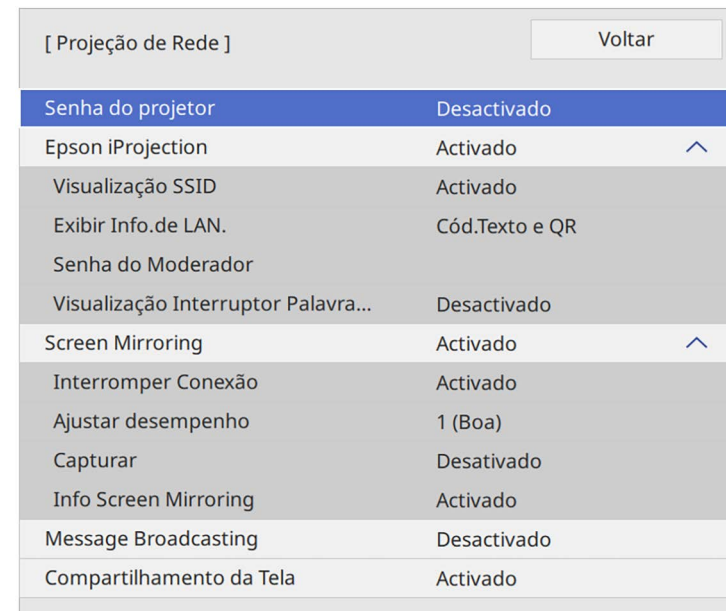 [ Projeção de Rede ]
Voltar
Senha do projetor Desactivado
Epson iProjection Activado
Visualização SSID Activado
Exibir Info.de LAN. Cód.Texto e QR
Senha do Moderador
Visualização Interruptor Palavra... Desactivado
Screen Mirroring Activado
Interromper Conexão Activado
Ajustar desempenho 1 (Boa)
Capturar Desativado
Info Screen Mirroring Activado
Message Broadcasting Desactivado
Compartilhamento da Tela Activado